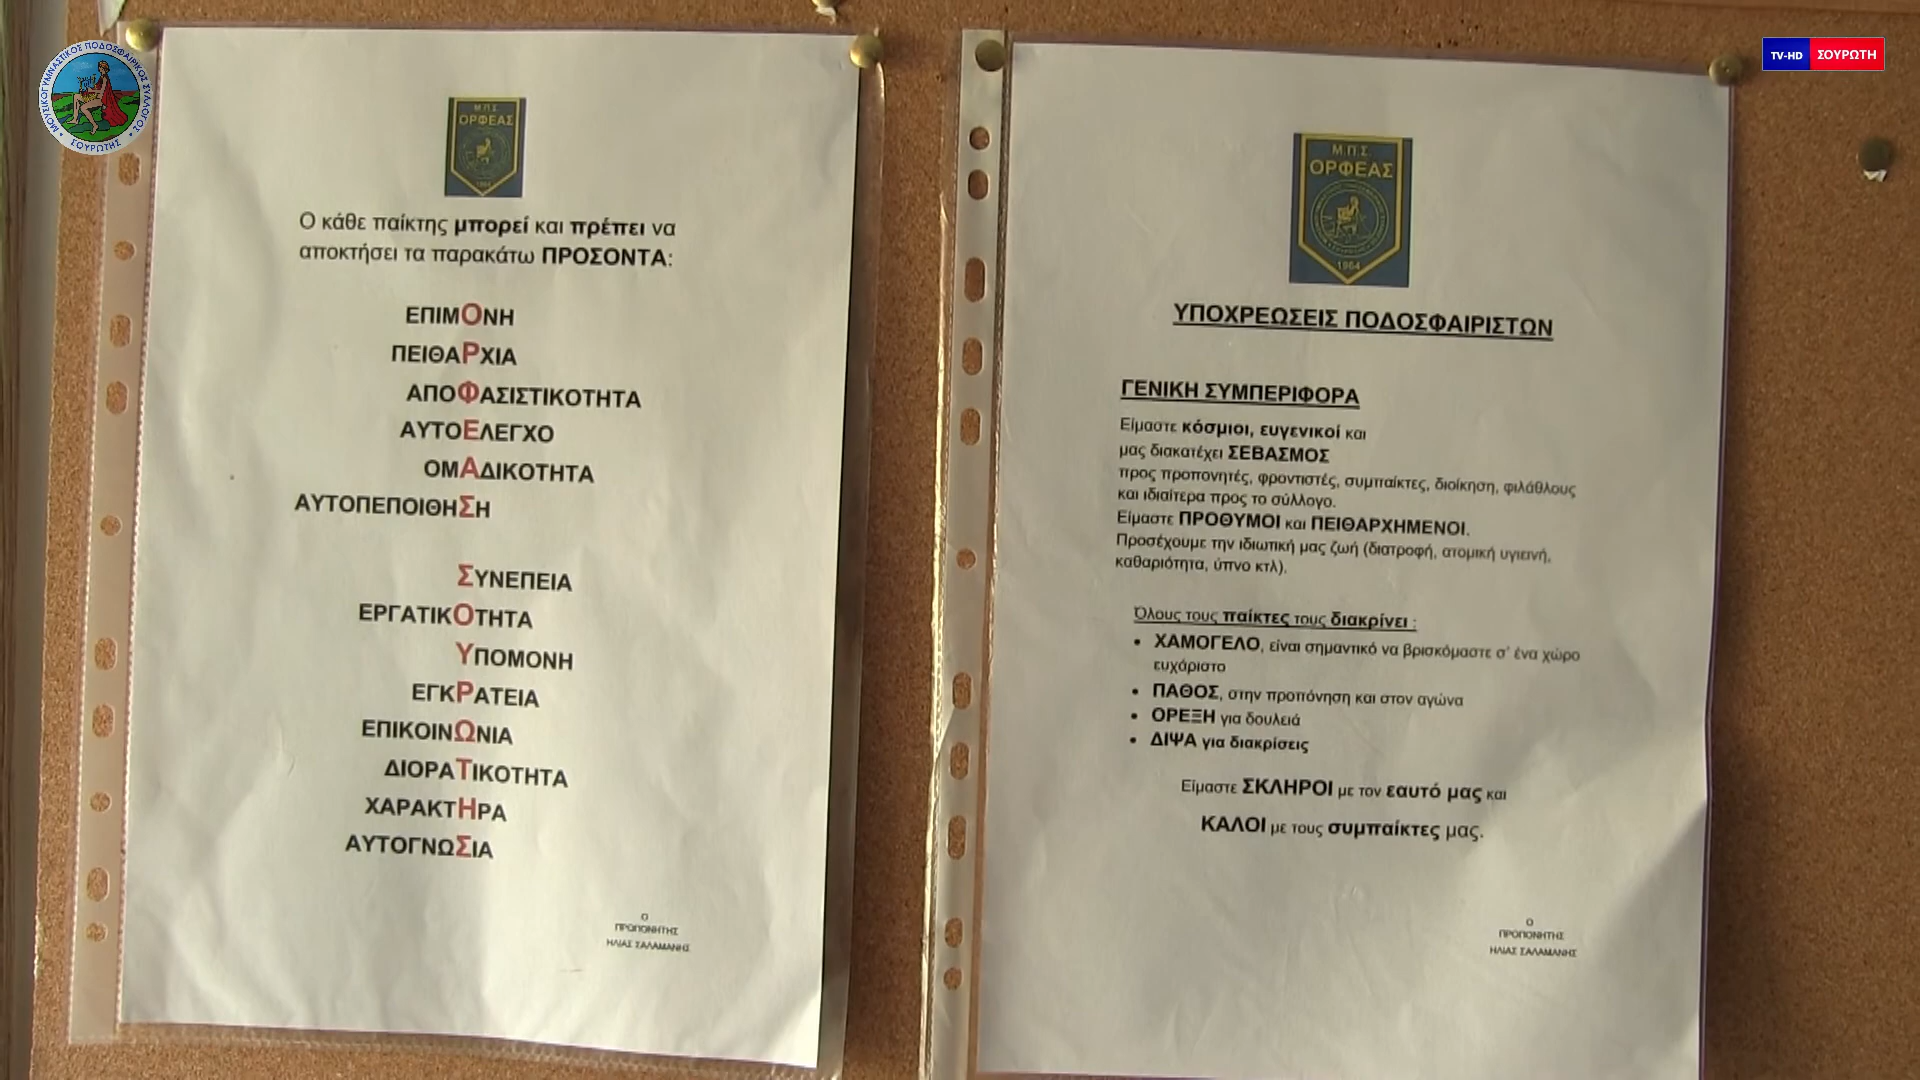 ΜΟΥΣΙΚΟΓΥΜΝΑΣΤΙΚΟΣ ΠΟΔΟΣΦΑΙΡΙΚΟΣ ΣΥΛΛΟΓΟΣ
ΣΟΥΡΩΤΗΣ
TV-HD ΣΟΥΡΩΤΗ
Μ.Π.Σ.
ΟΡΦΕΑΣ
1964
Ο κάθε παίκτης μπορεί και πρέπει να
αποκτήσει τα παρακάτω ΠΡΟΣΟΝΤΑ:
ΕΠΙΜΟΝΗ
ΠΕΙΘΑΡΧΙΑ
ΑΠΟΦΑΣΙΣΤΙΚΟΤΗΤΑ
ΑΥΤΟΕΛΕΓΧΟ
ΟΜΑΔΙΚΟΤΗΤΑ
ΑΥΤΟΠΕΠΟΙΘΗΣΗ
ΣΥΝΕΠΕΙΑ
ΕΡΓΑΤΙΚΟΤΗΤΑ
ΥΠΟΜΟΝΗ
ΕΓΚΡΑΤΕΙΑ
ΕΠΙΚΟΙΝΩΝΙΑ
ΔΙΟΡΑΤΙΚΟΤΗΤΑ
ΧΑΡΑΚΤΗΡΑ
ΑΥΤΟΓΝΩΣΙΑ
Ο
ΠΡΟΠΟΝΗΤΗΣ
ΗΛΙΑΣ ΣΑΛΑΜΑΝΗΣ
Μ.Π.Σ.
ΟΡΦΕΑΣ
1964
ΥΠΟΧΡΕΩΣΕΙΣ ΠΟΔΟΣΦΑΙΡΙΣΤΩΝ
ΓΕΝΙΚΗ ΣΥΜΠΕΡΙΦΟΡΑ
Είμαστε κόσμιοι, ευγενικοί και
μας διακατέχει ΣΕΒΑΣΜΟΣ
προς προπονητές, φροντιστές, συμπαίκτες, διοίκηση, φιλάθλους
και ιδιαίτερα προς το σύλλογο.
Είμαστε ΠΡΟΘΥΜΟΙ και ΠΕΙΘΑΡΧΗΜΕΝΟΙ.
Προσέχουμε την ιδιωτική μας ζωή (διατροφή, ατομική υγιεινή,
καθαριότητα, ύπνο κτλ).
Όλους τους παίκτες τους διακρίνει :
• ΧΑΜΟΓΕΛΟ, είναι σημαντικό να βρισκόμαστε σ' ένα χώρο
ευχάριστο
• ΠΑΘΟΣ, στην προπόνηση και στον αγώνα
• ΟΡΕΞΗ για δουλειά
• ΔΙΨΑ για διακρίσεις
Είμαστε ΣΚΛΗΡΟΙ με τον εαυτό μας και
ΚΑΛΟΙ με τους συμπαίκτες μας.
Ο
ΠΡΟΠΟΝΗΤΗΣ
ΗΛΙΑΣ ΣΑΛΑΜΑΝΗΣ